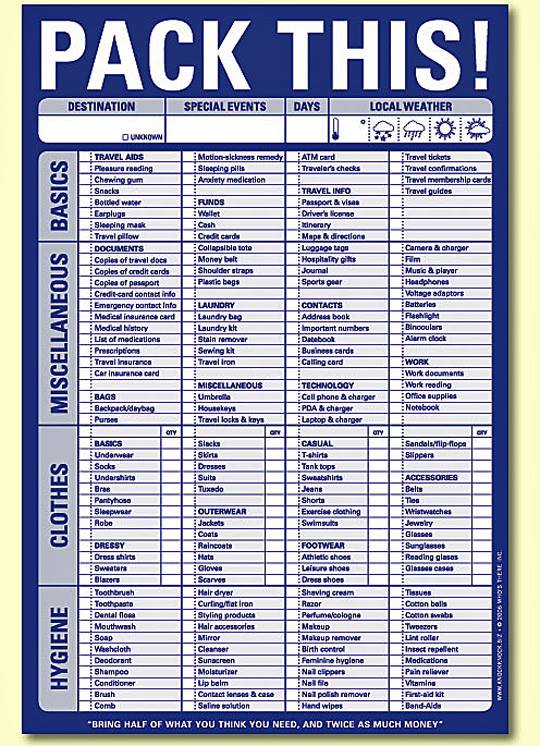 PACK THIS!
DESTINATION
SPECIAL EVENTS
DAYS
LOCAL WEATHER
UNKNOWN
°
BASICS
TRAVEL AIDS
Pleasure reading
Chewing gum
Snacks
Bottled water
Earplugs
Sleeping mask
Travel pillow
Motion-sickness remedy
Sleeping pills
Anxiety medication
FUNDS
Wallet
Cash
Credit cards
ATM card
Traveler's checks
TRAVEL INFO
Passport & visas
Driver's license
Itinerary
Maps & directions
Travel tickets
Travel confirmations
Travel membership cards
Travel guides
MISCELLANEOUS
DOCUMENTS
Copies of travel docs
Copies of credit cards
Copies of passport
Credit-card contact info
Emergency contact info
Medical insurance card
Medical history
List of medications
Prescriptions
Travel insurance
Car insurance card
BAGS
Backpack/daybag
Purses
Collapsible tote
Money belt
Shoulder straps
Plastic bags
LAUNDRY
Laundry bag
Laundry kit
Stain remover
Sewing kit
Travel iron
MISCELLANEOUS
Umbrella
Housekeys
Travel locks & keys
Luggage tags
Hospitality gifts
Journal
Sports gear
CONTACTS
Address book
Important numbers
Datebook
Business cards
Calling card
TECHNOLOGY
Cell phone & charger
PDA & charger
Laptop & charger
Camera & charger
Film
Music & player
Headphones
Voltage adaptors
Batteries
Flashlight
Binoculars
Alarm clock
WORK
Work documents
Work reading
Office supplies
Notebook
CLOTHES
QTY
QTY
QTY
QTY
BASICS
Underwear
Socks
Undershirts
Bras
Pantyhose
Sleepwear
Robe
DRESSY
Dress shirts
Sweaters
Blazers
Slacks
Skirts
Dresses
Suits
Tuxedo
OUTERWEAR
Jackets
Coats
Raincoats
Hats
Gloves
Scarves
CASUAL
T-shirts
Tank tops
Sweatshirts
Jeans
Shorts
Exercise clothing
Swimsuits
FOOTWEAR
Athletic shoes
Leisure shoes
Dress shoes
Sandals/flip-flops
Slippers
ACCESSORIES
Belts
Ties
Wristwatches
Jewelry
Glasses
Sunglasses
Reading glasses
Glasses cases
HYGIENE
Toothbrush
Toothpaste
Dental floss
Mouthwash
Soap
Washcloth
Deodorant
Shampoo
Conditioner
Brush
Comb
Hair dryer
Curling/flat iron
Styling products
Hair accessories
Mirror
Cleanser
Sunscreen
Moisturizer
Lip balm
Contact lenses & case
Saline solution
Shaving cream
Razor
Perfume/cologne
Makeup
Makeup remover
Birth control
Feminine hygiene
Nail clippers
Nail file
Nail polish remover
Hand wipes
Tissues
Cotton balls
Cotton swabs
Tweezers
Lint roller
Insect repellent
Medications
Pain reliever
Vitamins
First-aid kit
Band-Aids
WWW.KNOCKKNOCK.BIZ • © 2006 WHO'S THERE INC.
"BRING HALF OF WHAT YOU THINK YOU NEED, AND TWICE AS MUCH MONEY"